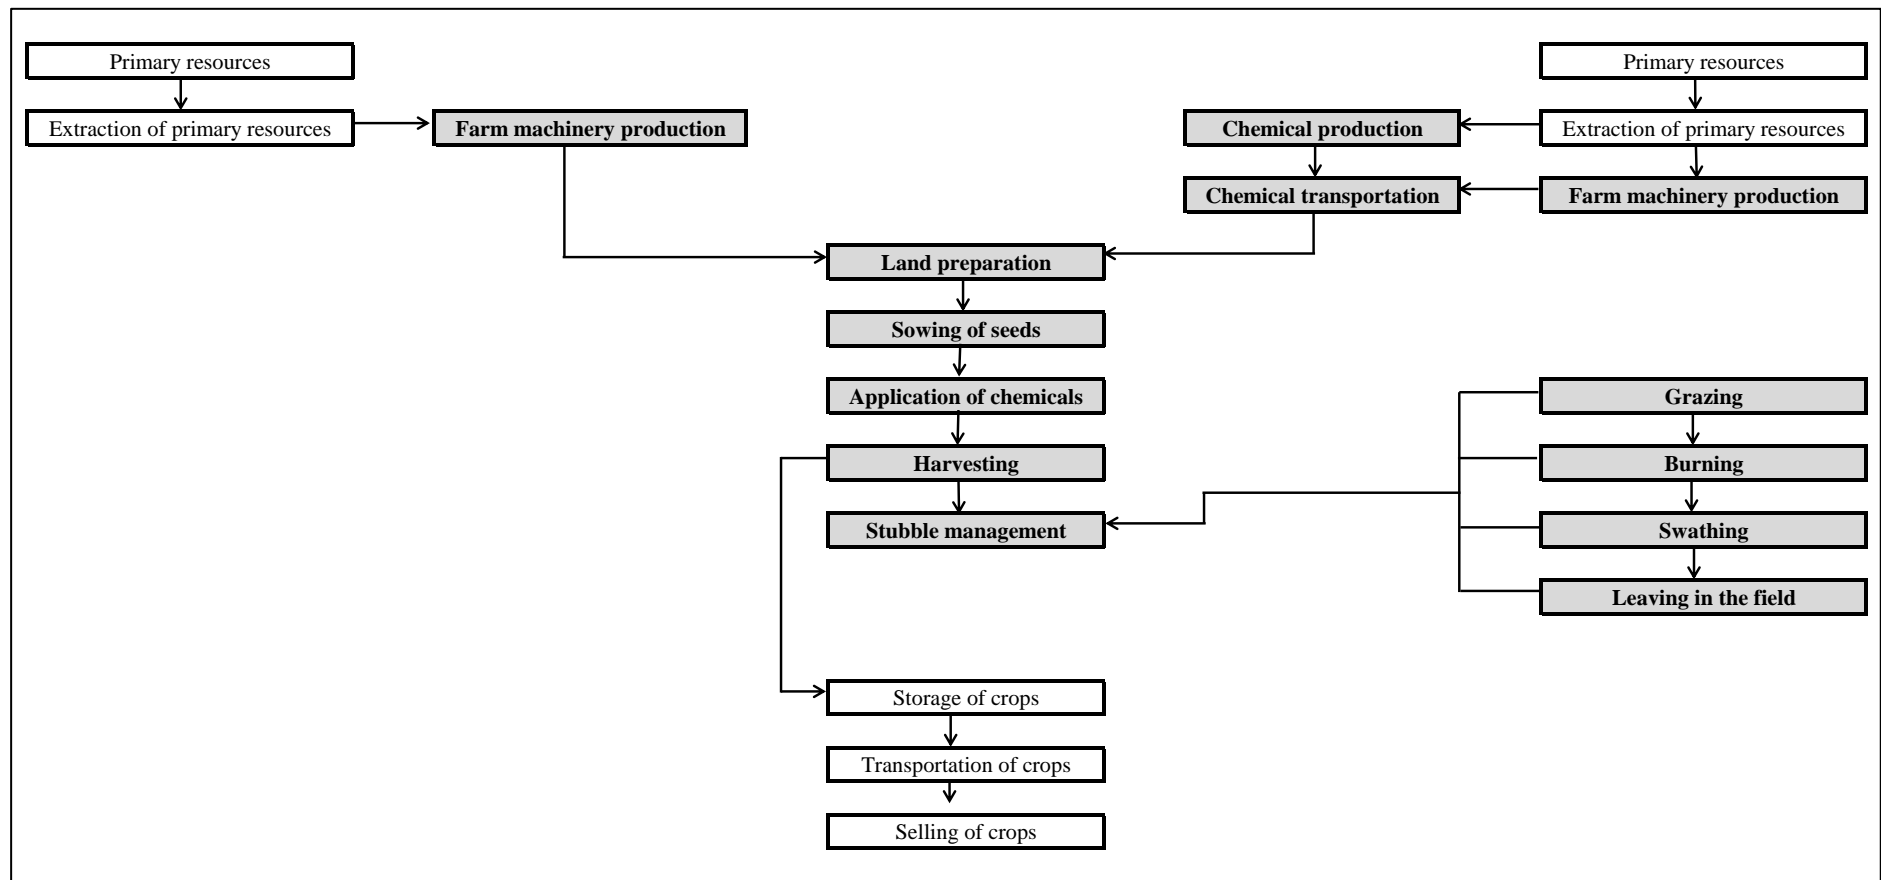 Primary resources
Primary resources
Extraction of primary resources
Farm machinery production
Chemical production
Extraction of primary resources
Chemical transportation
Farm machinery production
Land preparation
Sowing of seeds
Application of chemicals
Grazing
Harvesting
Burning
Stubble management
Swathing
Leaving in the field
Storage of crops
Transportation of crops
Selling of crops